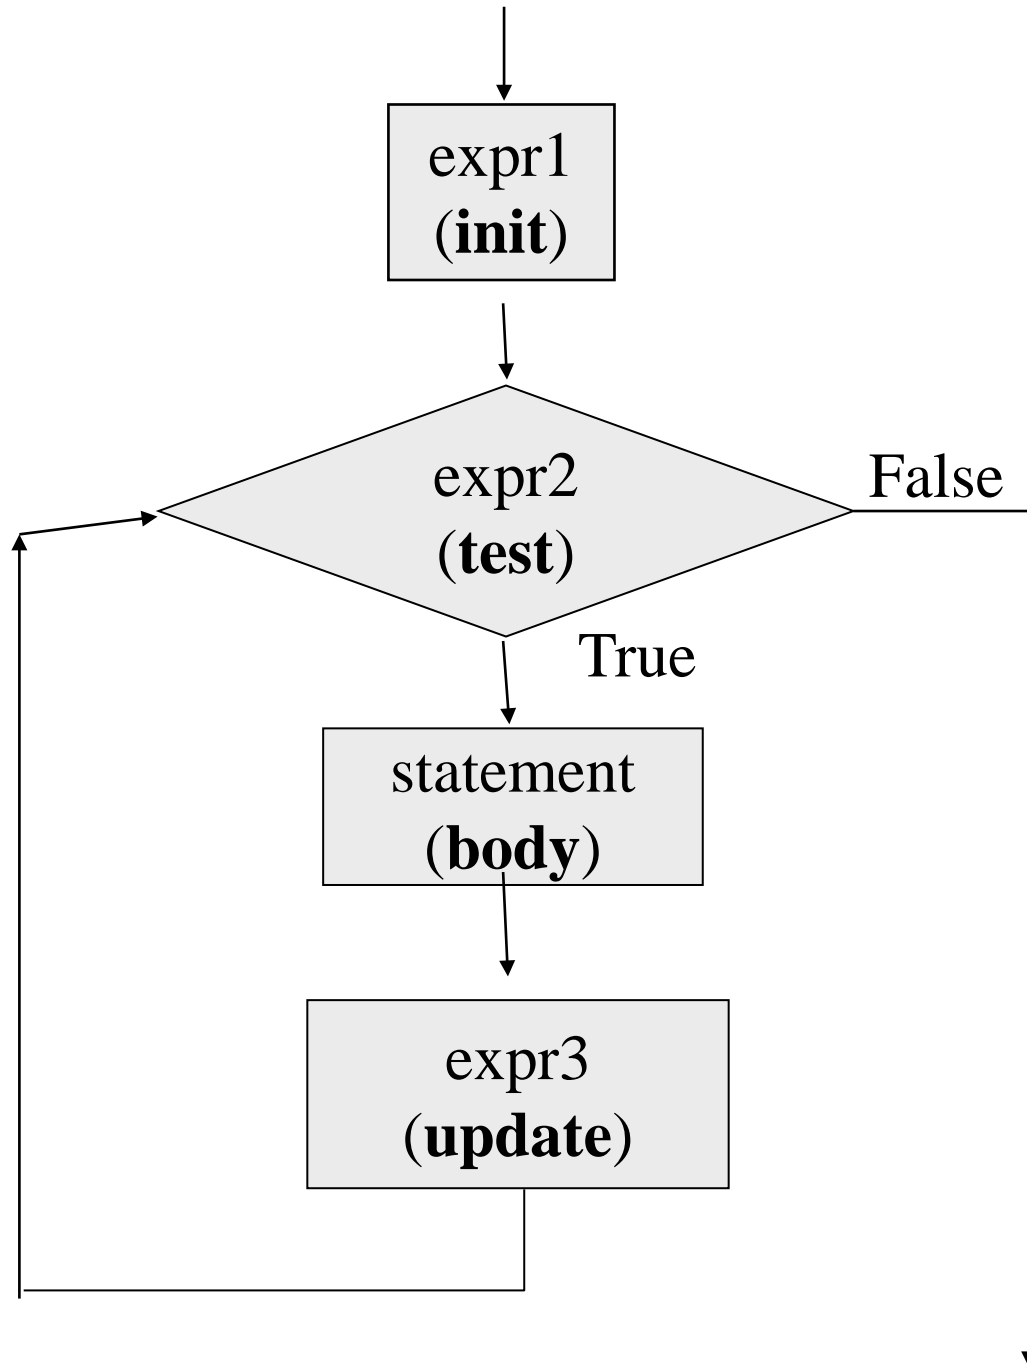 expr1
(init)
expr2
(test)
False
True
statement
(body)
expr3
(update)